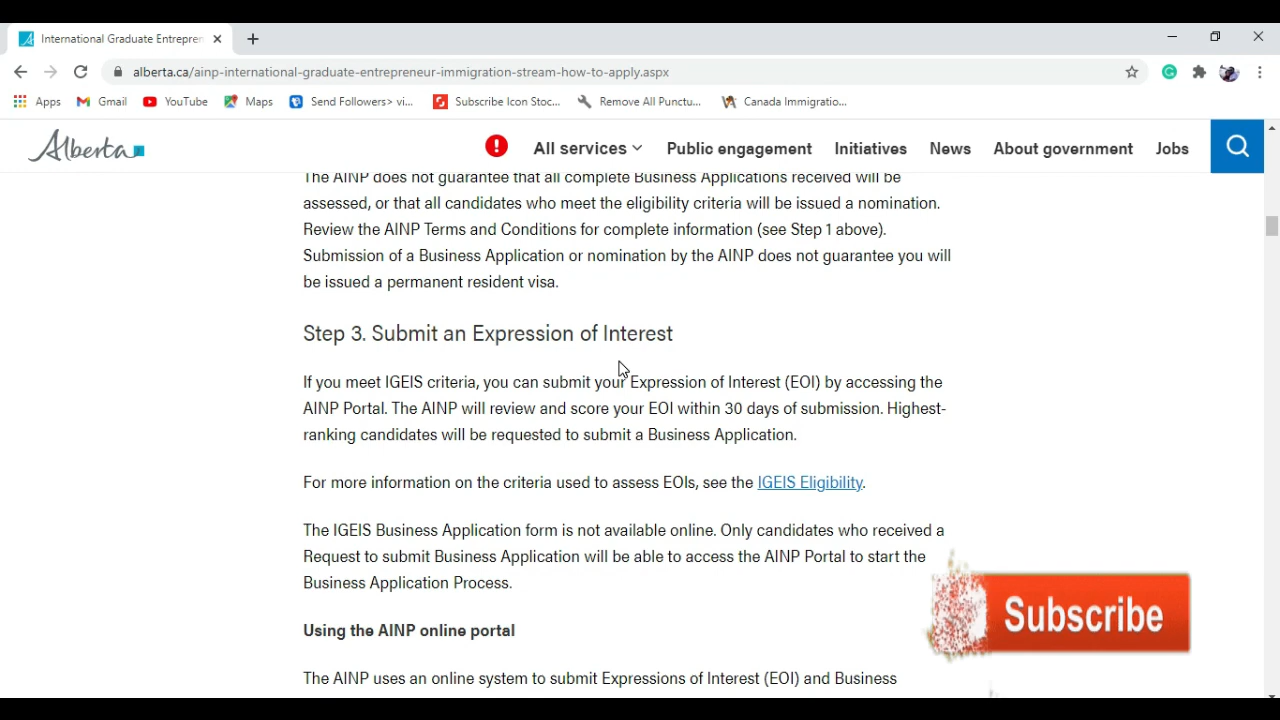 International Graduate Entrepren
alberta.ca/ainp-international-graduate-entrepreneur-immigration-stream-how-to-apply.aspx
Apps Gmail YouTube Maps Send Followers> vi... Subscribe Icon Stoc... Remove All Punctu... Canada Immigratio...
Alberta
All services Public engagement Initiatives News About government Jobs
The AINP does not guarantee that all complete Business Applications received will be
assessed, or that all candidates who meet the eligibility criteria will be issued a nomination.
Review the AINP Terms and Conditions for complete information (see Step 1 above).
Submission of a Business Application or nomination by the AINP does not guarantee you will
be issued a permanent resident visa.
Step 3. Submit an Expression of Interest
If you meet IGEIS criteria, you can submit your Expression of Interest (EOI) by accessing the
AINP Portal. The AINP will review and score your EOI within 30 days of submission. Highest-
ranking candidates will be requested to submit a Business Application.
For more information on the criteria used to assess EOIs, see the IGEIS Eligibility.
The IGEIS Business Application form is not available online. Only candidates who received a
Request to submit Business Application will be able to access the AINP Portal to start the
Business Application Process.
Subscribe
Using the AINP online portal
The AINP uses an online system to submit Expressions of Interest (EOI) and Business